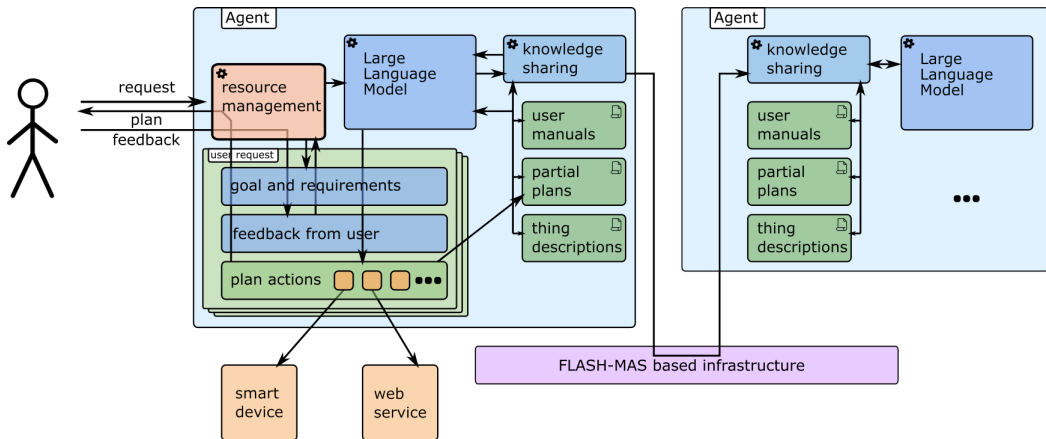 Agent
request
plan
feedback
resource
management
Large
Language
Model
knowledge
sharing
user
manuals
partial
plans
thing
descriptions
user request
goal and requirements
feedback from user
plan actions
smart
device
web
service
FLASH-MAS based infrastructure
Agent
knowledge
sharing
Large
Language
Model
user
manuals
partial
plans
thing
descriptions